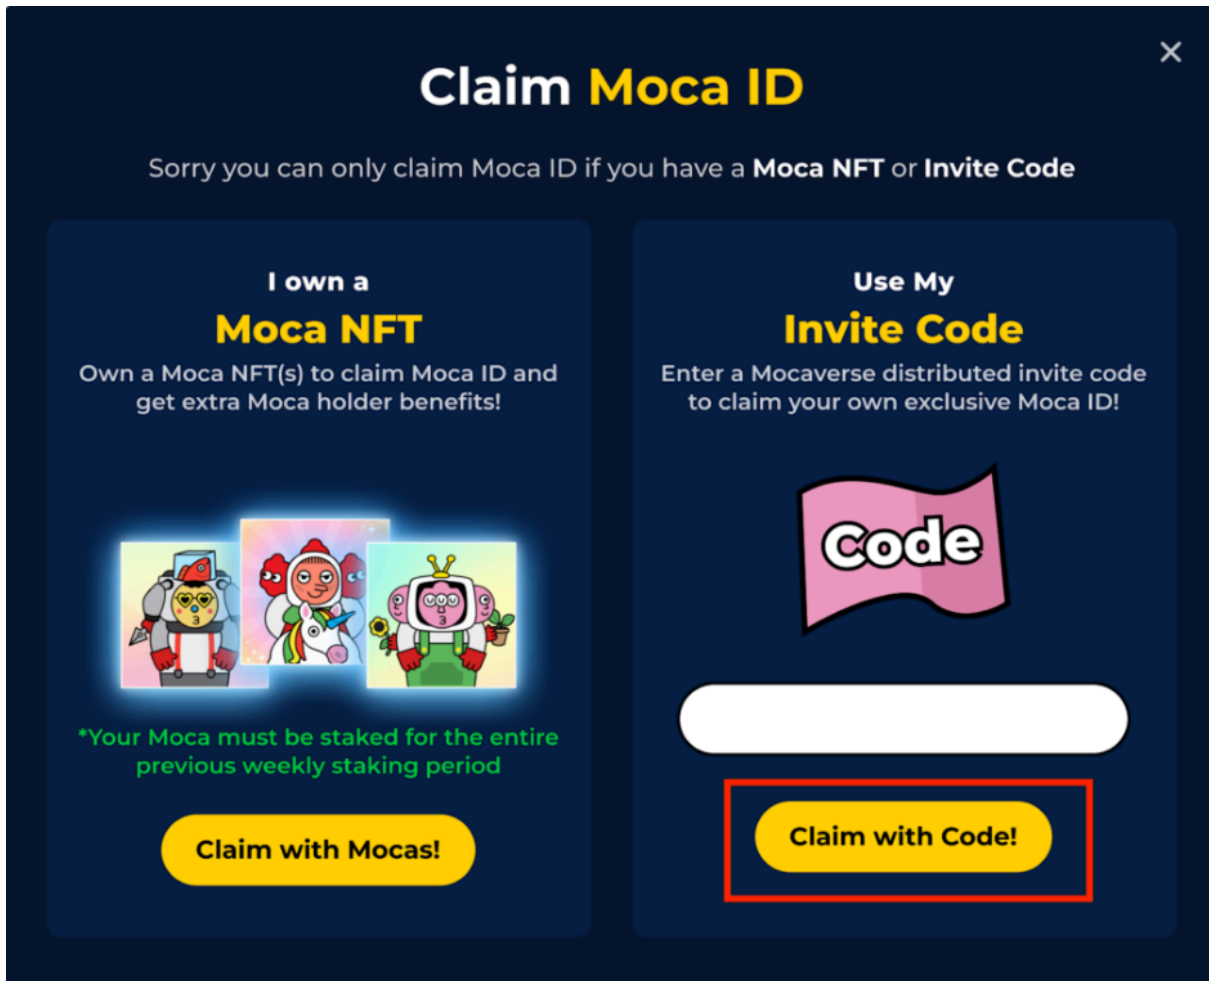 Claim Moca ID
Sorry you can only claim Moca ID if you have a Moca NFT or Invite Code
I own a
Moca NFT
Own a Moca NFT(s) to claim Moca ID and
get extra Moca holder benefits!
*Your Moca must be staked for the entire
previous weekly staking period
Claim with Mocas!
Use My
Invite Code
Enter a Mocaverse distributed invite code
to claim your own exclusive Moca ID!
Code
Claim with Code!